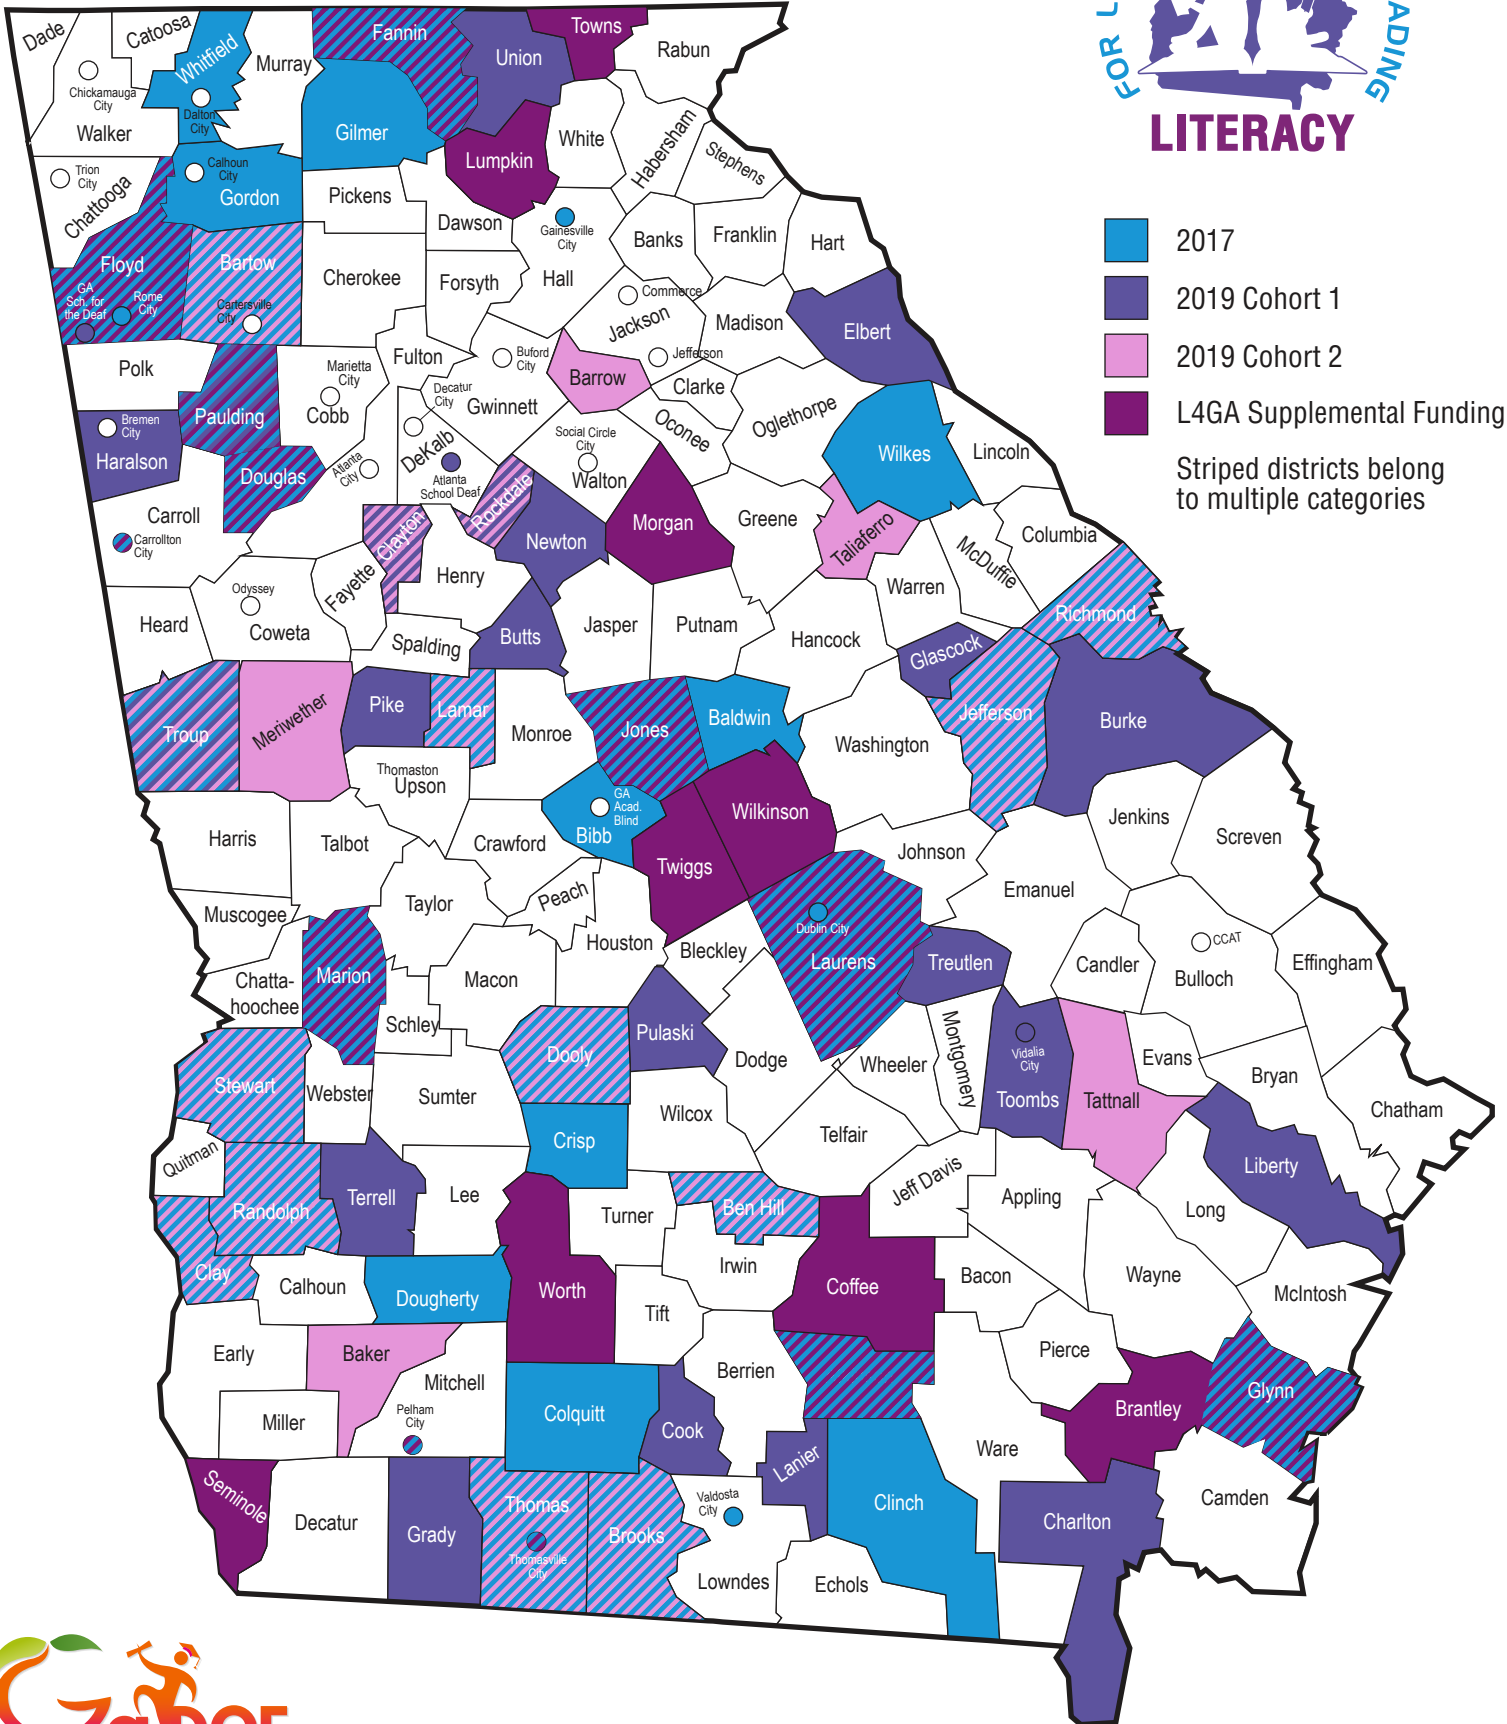 FOR L
ADING
LITERACY
2017
2019 Cohort 1
2019 Cohort 2
L4GA Supplemental Funding
Striped districts belong
to multiple categories
Dade
Catoosa
Whitfield
Murray
Fannin
Union
Towns
Rabun
Chickamauga
City
Dalton
City
Walker
Gilmer
Lumpkin
White
Habersham
Stephens
Trion
City
Chattooga
Calhoun
City
Gordon
Pickens
Dawson
Gainesville
City
Hall
Banks
Franklin
Hart
Floyd
GA
Sch. for
the Deaf
Rome
City
Bartow
Cartersville
City
Cherokee
Forsyth
Commerce
Jackson
Jefferson
Madison
Elbert
Polk
Paulding
Marietta
City
Cobb
Fulton
Buford
City
Decatur
City
Gwinnett
Barrow
Clarke
Oconee
Oglethorpe
Wilkes
Lincoln
Bremen
City
Haralson
Douglas
Atlanta
City
DeKalb
Atlanta
School Deaf
Rockdale
Social Circle
City
Walton
Morgan
Greene
Taliaferro
McDuffie
Columbia
Carroll
Carrollton
City
Clayton
Newton
Henry
Fayette
Odyssey
Coweta
Heard
Spalding
Butts
Jasper
Putnam
Hancock
Warren
Glascock
Richmond
Troup
Meriwether
Pike
Lamar
Monroe
Jones
Baldwin
Washington
Jefferson
Burke
Thomaston
Upson
GA
Acad.
Blind
Bibb
Wilkinson
Twiggs
Jenkins
Screven
Harris
Talbot
Crawford
Johnson
Emanuel
Muscogee
Taylor
Peach
Houston
Bleckley
Dublin City
Laurens
Treutlen
Candler
CCAT
Bulloch
Effingham
Chatta-
hoochee
Marion
Macon
Schley
Pulaski
Dodge
Wheeler
Montgomery
Vidalia
City
Toombs
Tattnall
Evans
Bryan
Chatham
Stewart
Webster
Sumter
Dooly
Crisp
Wilcox
Telfair
Quitman
Randolph
Terrell
Lee
Turner
Ben Hill
Jeff Davis
Appling
Long
Liberty
Clay
Calhoun
Dougherty
Worth
Tift
Irwin
Coffee
Bacon
Wayne
McIntosh
Early
Baker
Mitchell
Pelham
City
Miller
Colquitt
Cook
Berrien
Pierce
Brantley
Glynn
Ware
Seminole
Decatur
Grady
Thomas
Thomasville
City
Brooks
Valdosta
City
Lowndes
Lanier
Echols
Clinch
Charlton
Camden